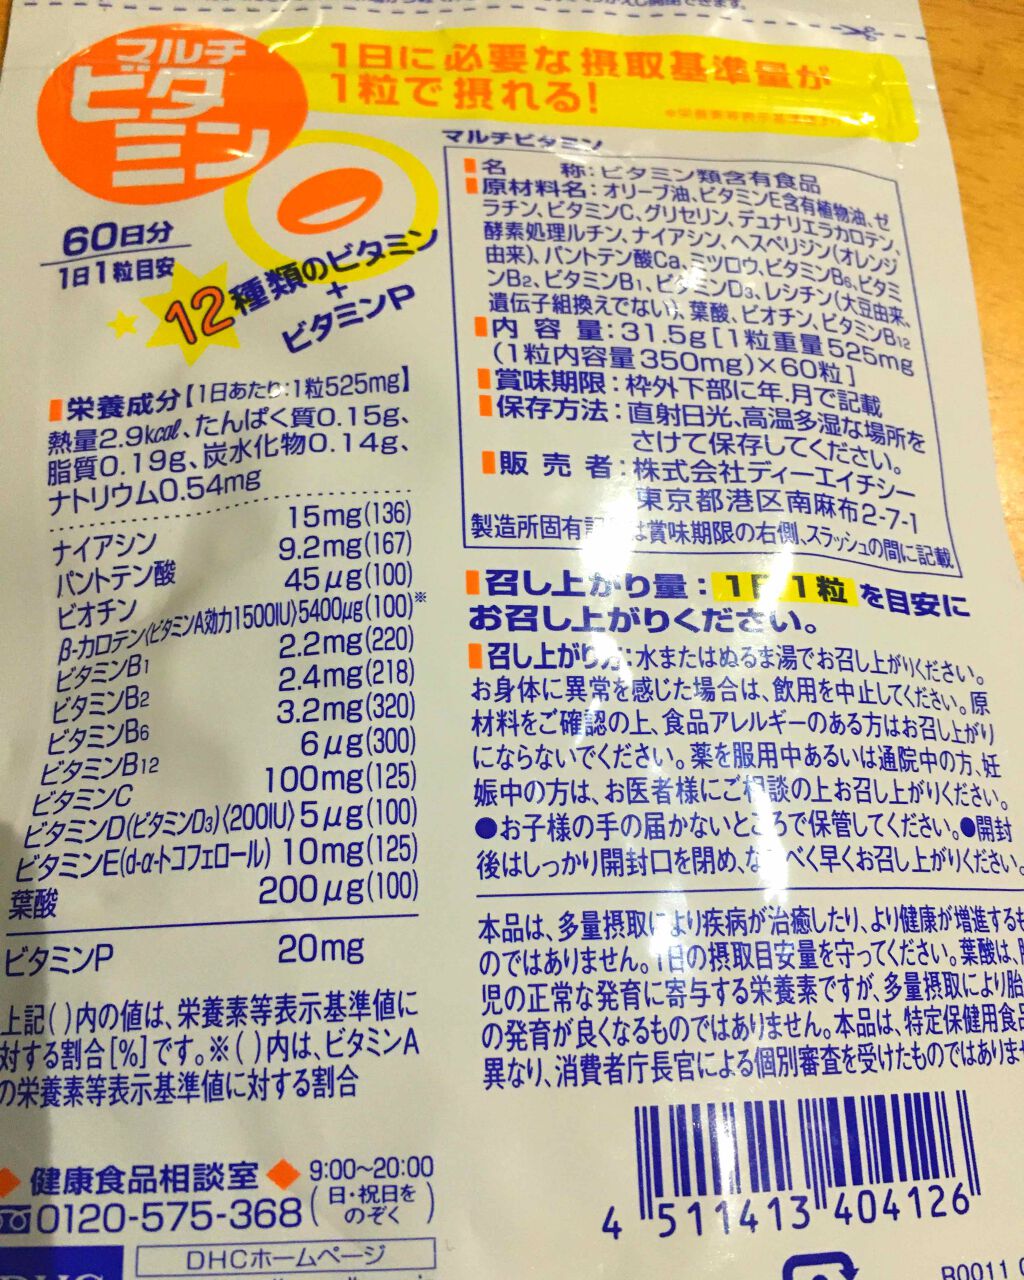 マルチ
ビタ
ミン
1日に必要な摂取基準量が
1粒で摂れる!
60日分
1日1粒目安
12種類のビタミン
+
ビタミンP
栄養成分【1日あたり:1粒525mg】
熱量2.9kcal、たんぱく質0.15g、
脂質0.19g、炭水化物0.14g、
ナトリウム0.54mg
ナイアシン 15mg(136)
パントテン酸 9.2mg(167)
ビオチン 45μg(100)
β-カロテン〈ビタミンA効力1500IU〉5400μg(100)※
ビタミンB1 2.2mg(220)
ビタミンB2 2.4mg(218)
ビタミンB6 3.2mg(320)
ビタミンB12 6μg(300)
ビタミンC 100mg(125)
ビタミンD(ビタミンD3)〈200IU〉5μg(100)
ビタミンE(d-α-トコフェロール) 10mg(125)
葉酸 200μg(100)
ビタミンP 20mg
上記( )内の値は、栄養素等表示基準値に
対する割合[%]です。※( )内は、ビタミンA
の栄養素等表示基準値に対する割合
健康食品相談室
0120-575-368
9:00〜20:00
(日・祝日を
のぞく)
DHCホームページ
マルチビタミン
名称:ビタミン類含有食品
原材料名:オリーブ油、ビタミンE含有植物油、ゼ
ラチン、ビタミンC、グリセリン、デュナリエラカロテン、
酵素処理ルチン、ナイアシン、ヘスペリジン(オレンジ
由来)、パントテン酸Ca、ミツロウ、ビタミンB6、ビタミ
ンB2、ビタミンB1、ビタミンD3、レシチン(大豆由来、
遺伝子組換えでない)、葉酸、ビオチン、ビタミンB12
内容量:31.5g[1粒重量525mg
(1粒内容量350mg)×60粒]
賞味期限:枠外下部に年.月で記載
保存方法:直射日光、高温多湿な場所を
さけて保存してください。
販売者:株式会社ディーエイチシー
東京都港区南麻布2-7-1
製造所固有 は賞味期限の右側、スラッシュの間に記載
召し上がり量:1日1粒を目安に
お召し上がりください。
召し上がり方:水またはぬるま湯でお召し上がりください。
お身体に異常を感じた場合は、飲用を中止してください。原
材料をご確認の上、食品アレルギーのある方はお召し上がり
にならないでください。薬を服用中あるいは通院中の方、妊
娠中の方は、お医者様にご相談の上お召し上がりください。
●お子様の手の届かないところで保管してください。●開封
後はしっかり開封口を閉め、なるべく早くお召し上がりください。
本品は、多量摂取により疾病が治癒したり、より健康が増進するも
のではありません。1日の摂取目安量を守ってください。葉酸は、胎
児の正常な発育に寄与する栄養素ですが、多量摂取により胎
の発育が良くなるものではありません。本品は、特定保健用食品
異なり、消費者庁長官による個別審査を受けたものではありませ
4 511413 404126